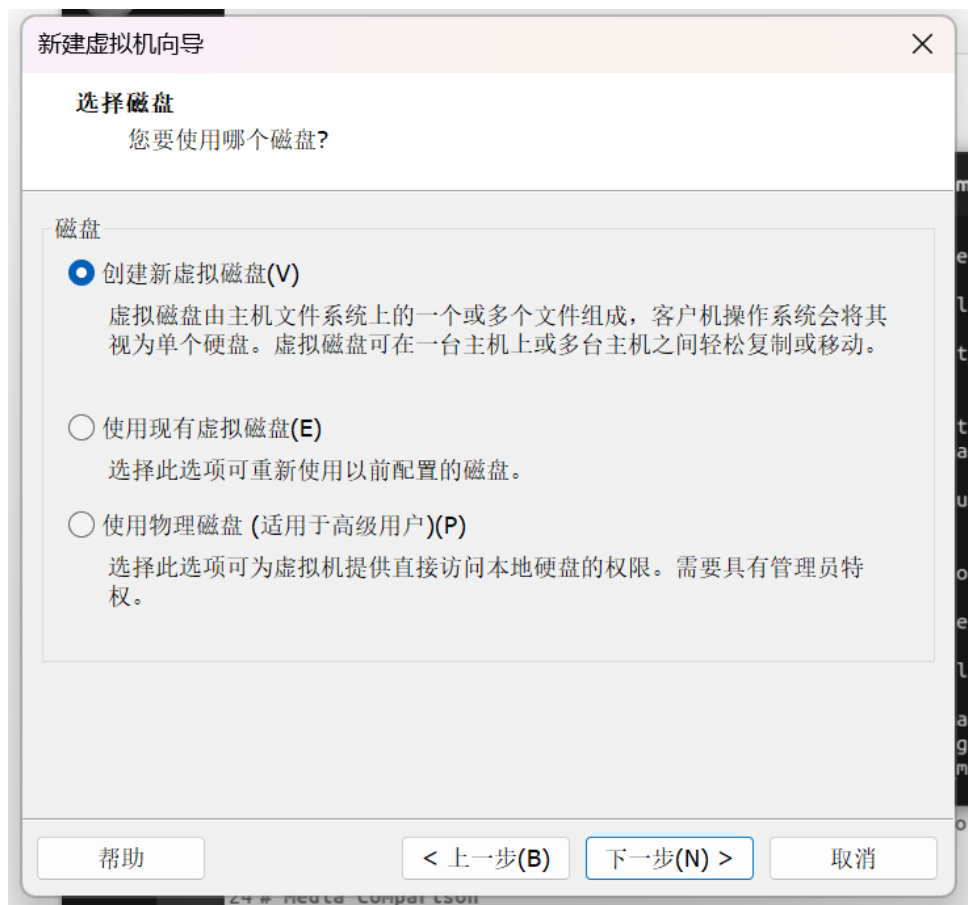 新建虚拟机向导
选择磁盘
您要使用哪个磁盘?
磁盘
创建新虚拟磁盘(V)
虚拟磁盘由主机文件系统上的一个或多个文件组成，客户机操作系统会将其
视为单个硬盘。虚拟磁盘可在一台主机上或多台主机之间轻松复制或移动。
使用现有虚拟磁盘(E)
选择此选项可重新使用以前配置的磁盘。
使用物理磁盘 (适用于高级用户)(P)
选择此选项可为虚拟机提供直接访问本地硬盘的权限。需要具有管理员特
权。
帮助
< 上一步(B)
下一步(N) >
取消
24 # Media Comparison